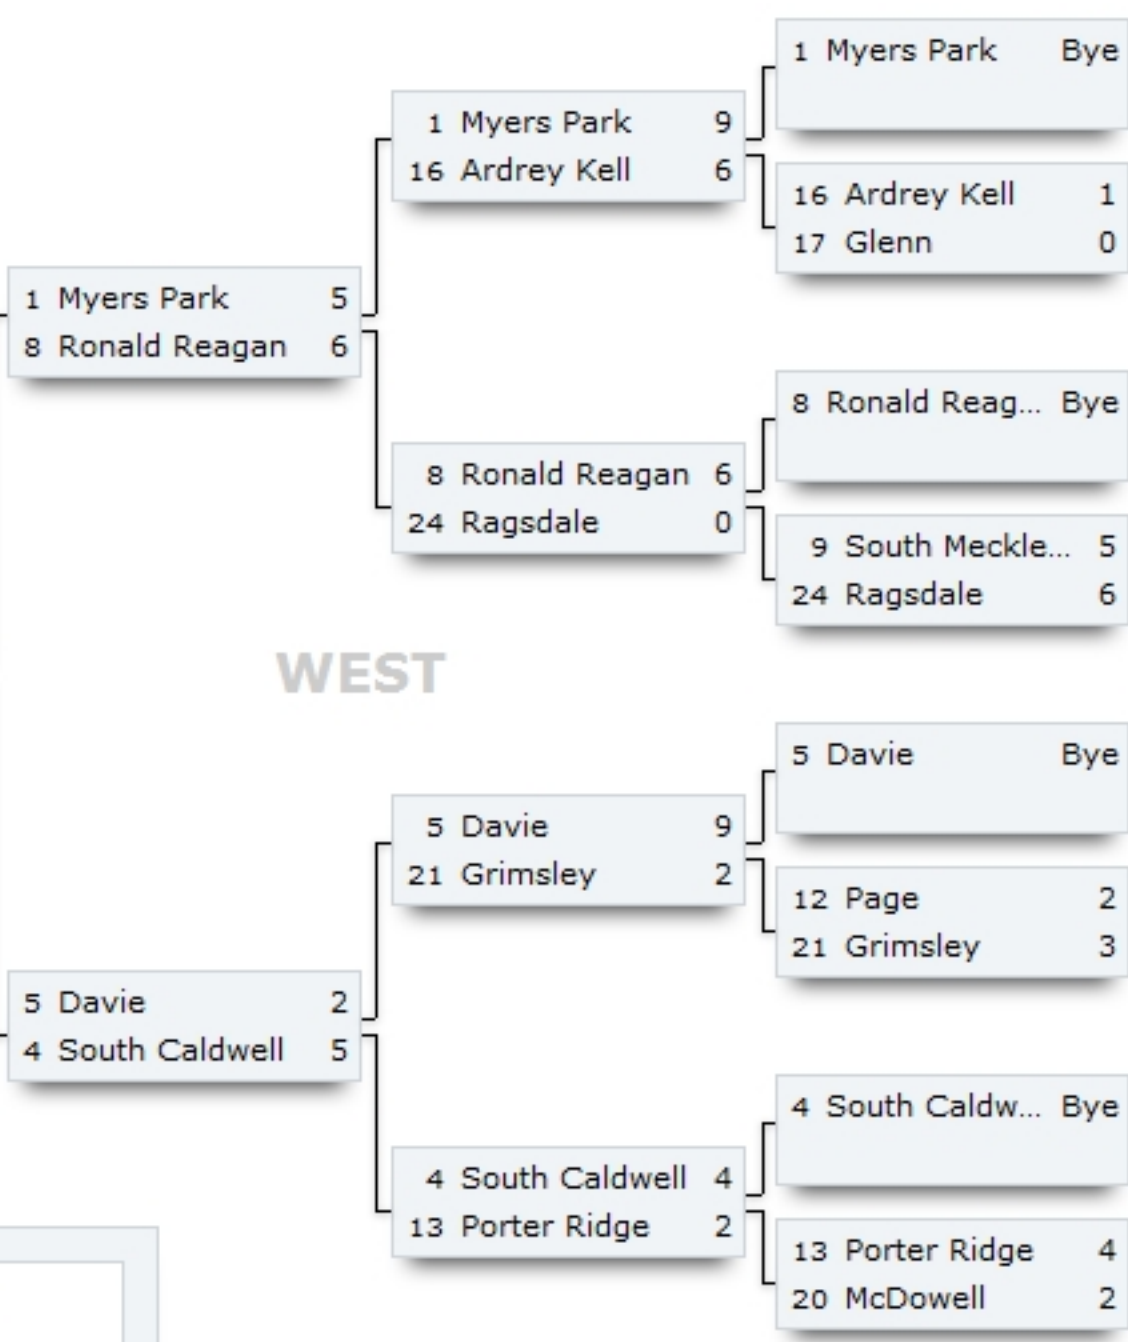 1 Myers Park Bye
1 Myers Park 9
16 Ardrey Kell 6
16 Ardrey Kell 1
17 Glenn 0
1 Myers Park 5
8 Ronald Reagan 6
8 Ronald Reag... Bye
8 Ronald Reagan 6
24 Ragsdale 0
9 South Meckle... 5
24 Ragsdale 6
WEST
5 Davie Bye
5 Davie 9
21 Grimsley 2
12 Page 2
21 Grimsley 3
5 Davie 2
4 South Caldwell 5
4 South Caldw... Bye
4 South Caldwell 4
13 Porter Ridge 2
13 Porter Ridge 4
20 McDowell 2